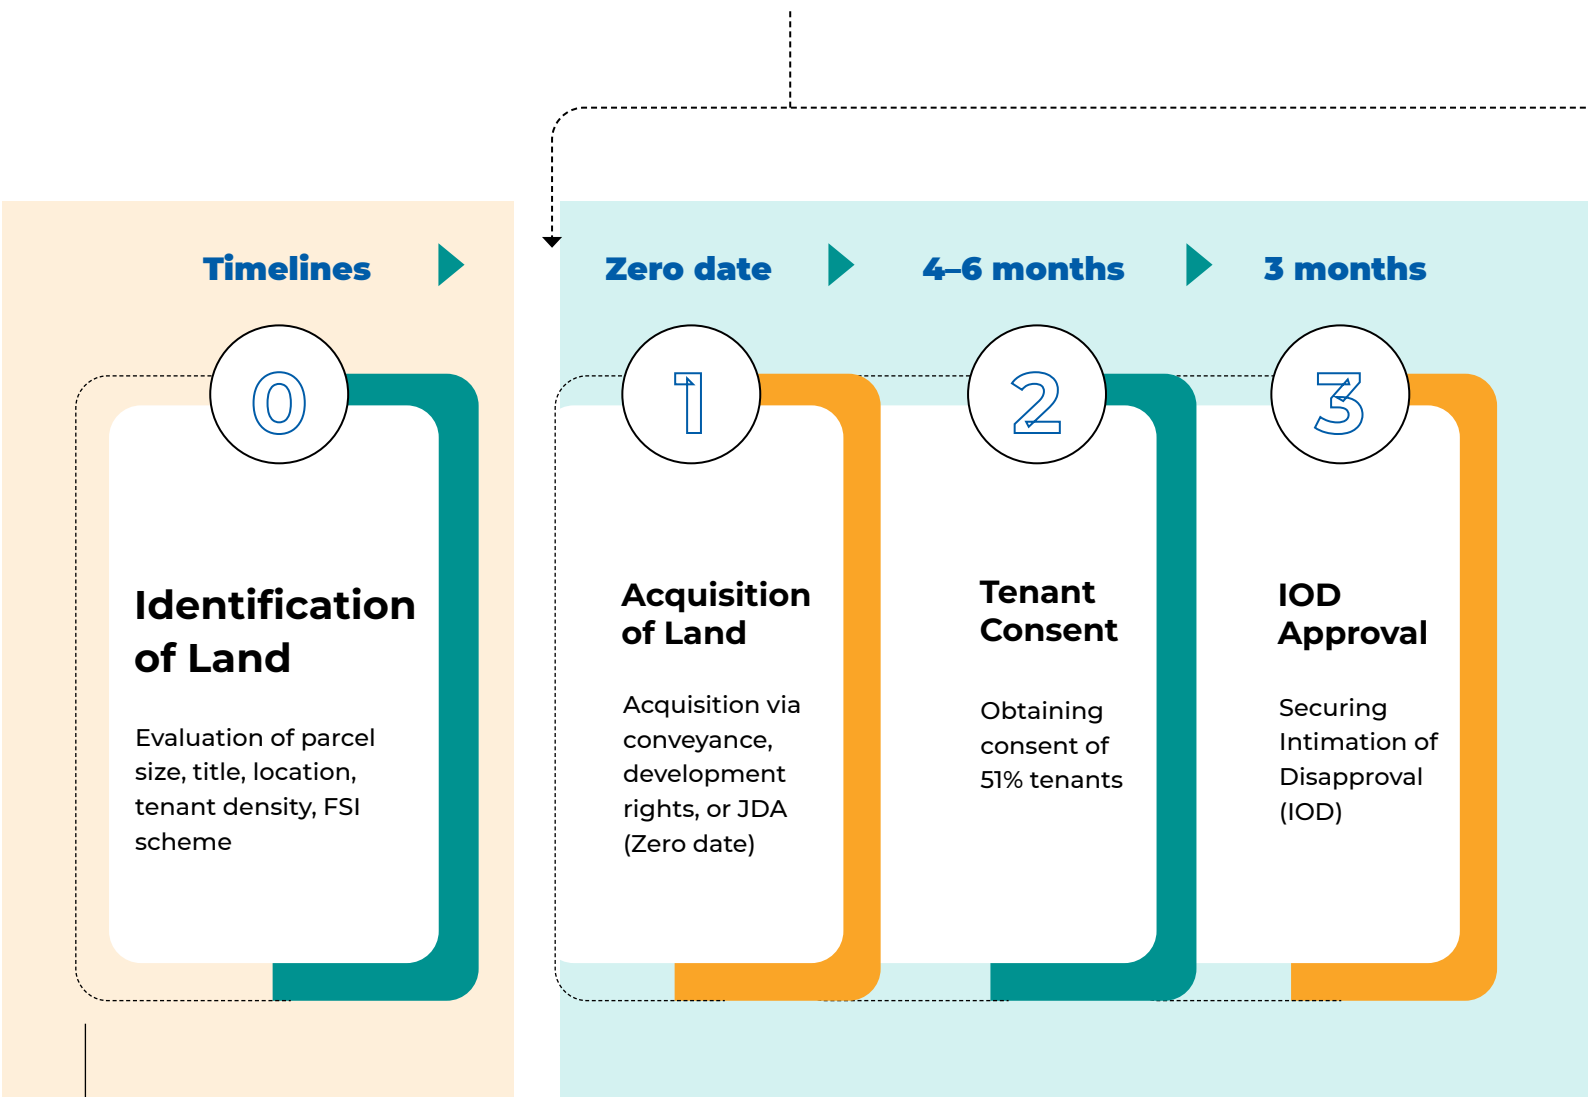 Timelines
Zero date
4–6 months
3 months
0
Identification
of Land
Evaluation of parcel
size, title, location,
tenant density, FSI
scheme
1
Acquisition
of Land
Acquisition via
conveyance,
development
rights, or JDA
(Zero date)
2
Tenant
Consent
Obtaining
consent of
51% tenants
3
IOD
Approval
Securing
Intimation of
Disapproval
(IOD)